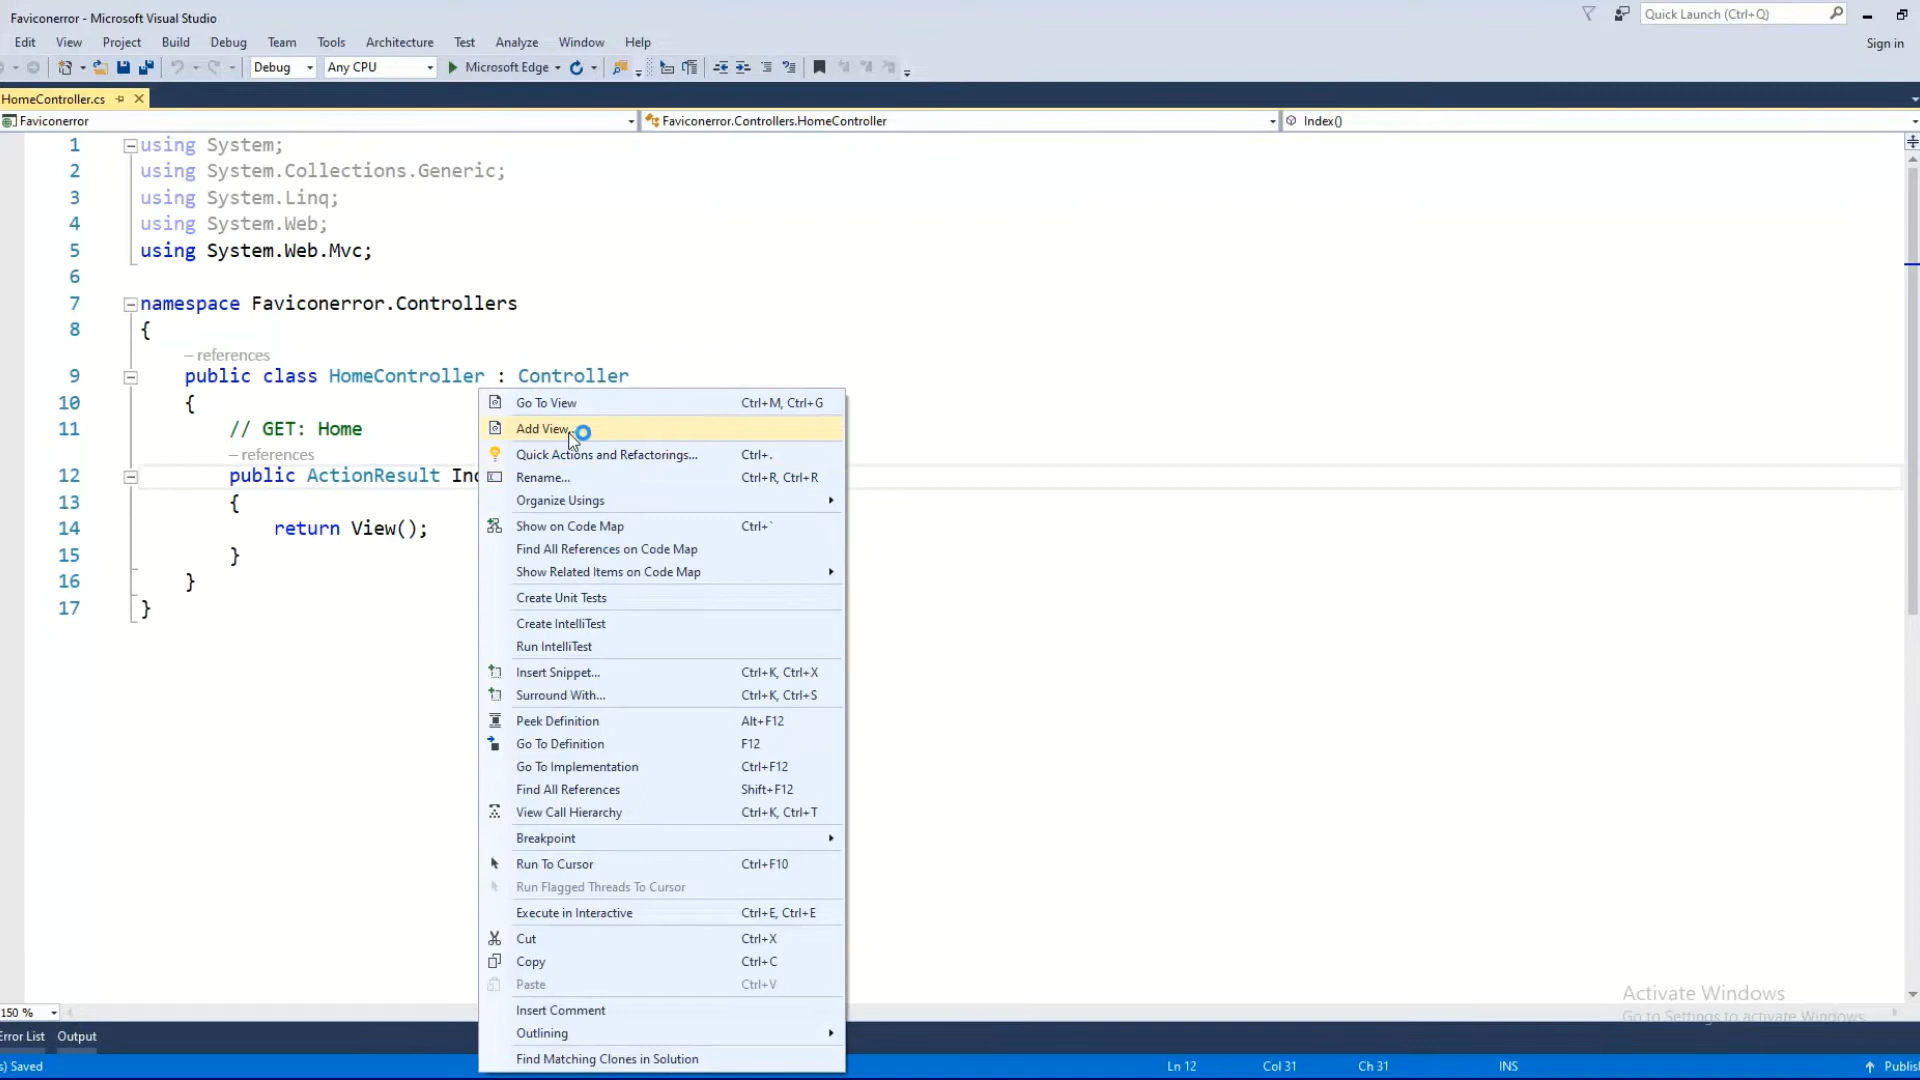 Faviconerror - Microsoft Visual Studio
Quick Launch (Ctrl+Q)
Edit View Project Build Debug Team Tools Architecture Test Analyze Window Help
Sign in
Debug Any CPU Microsoft Edge
HomeController.cs
Faviconerror Faviconerror.Controllers.HomeController Index()
1 using System;
2 using System.Collections.Generic;
3 using System.Linq;
4 using System.Web;
5 using System.Web.Mvc;
6
7 namespace Faviconerror.Controllers
8 {
– references
9 public class HomeController : Controller
10 {
11 // GET: Home
– references
12 public ActionResult
13 {
14 return View();
15 }
16 }
17 }
Go To View Ctrl+M, Ctrl+G
Add View...
Quick Actions and Refactorings... Ctrl+.
Rename... Ctrl+R, Ctrl+R
Organize Usings
Show on Code Map Ctrl+`
Find All References on Code Map
Show Related Items on Code Map
Create Unit Tests
Create IntelliTest
Run IntelliTest
Insert Snippet... Ctrl+K, Ctrl+X
Surround With... Ctrl+K, Ctrl+S
Peek Definition Alt+F12
Go To Definition F12
Go To Implementation Ctrl+F12
Find All References Shift+F12
View Call Hierarchy Ctrl+K, Ctrl+T
Breakpoint
Run To Cursor Ctrl+F10
Run Flagged Threads To Cursor
Execute in Interactive Ctrl+E, Ctrl+E
Cut Ctrl+X
Copy Ctrl+C
Paste Ctrl+V
Insert Comment
Outlining
Find Matching Clones in Solution
Activate Windows
Go to Settings to activate Windows.
150 %
Error List Output
s) Saved Ln 12 Col 31 Ch 31 INS Publis